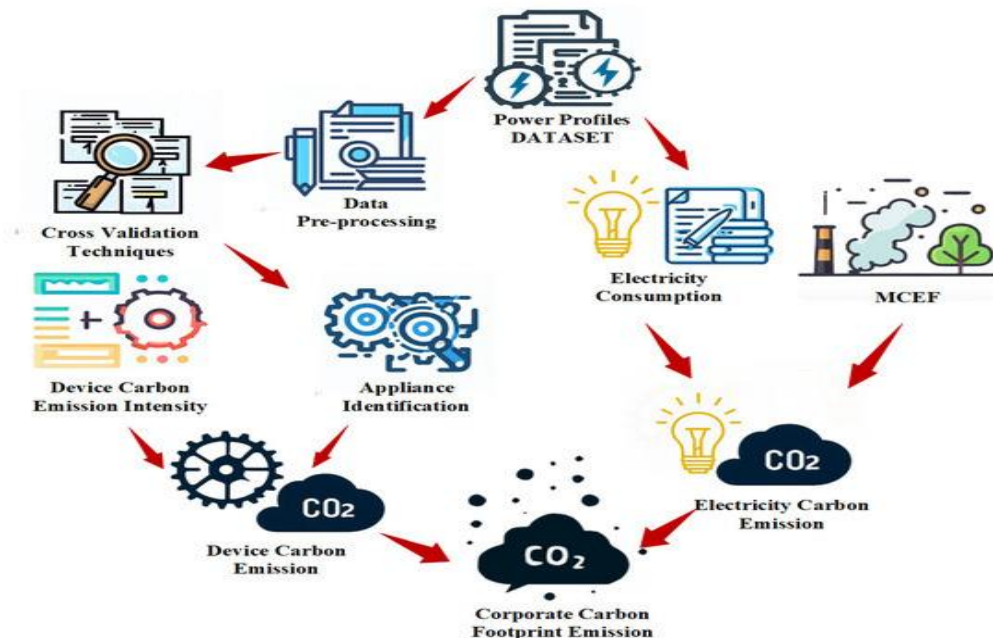 Power Profiles
DATASET
Data
Pre-processing
Cross Validation
Techniques
Electricity
Consumption
MCEF
Device Carbon
Emission Intensity
Appliance
Identification
CO2
Device Carbon
Emission
CO2
Electricity Carbon
Emission
CO2
Corporate Carbon
Footprint Emission